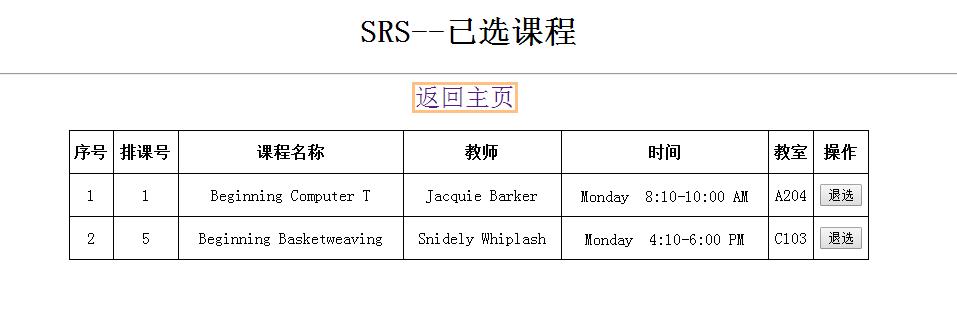 SRS--已选课程
返回主页
序号 排课号 课程名称 教师 时间 教室 操作
1 1 Beginning Computer T Jacquie Barker Monday 8:10-10:00 AM A204 退选
2 5 Beginning Basketweaving Snidely Whiplash Monday 4:10-6:00 PM C103 退选